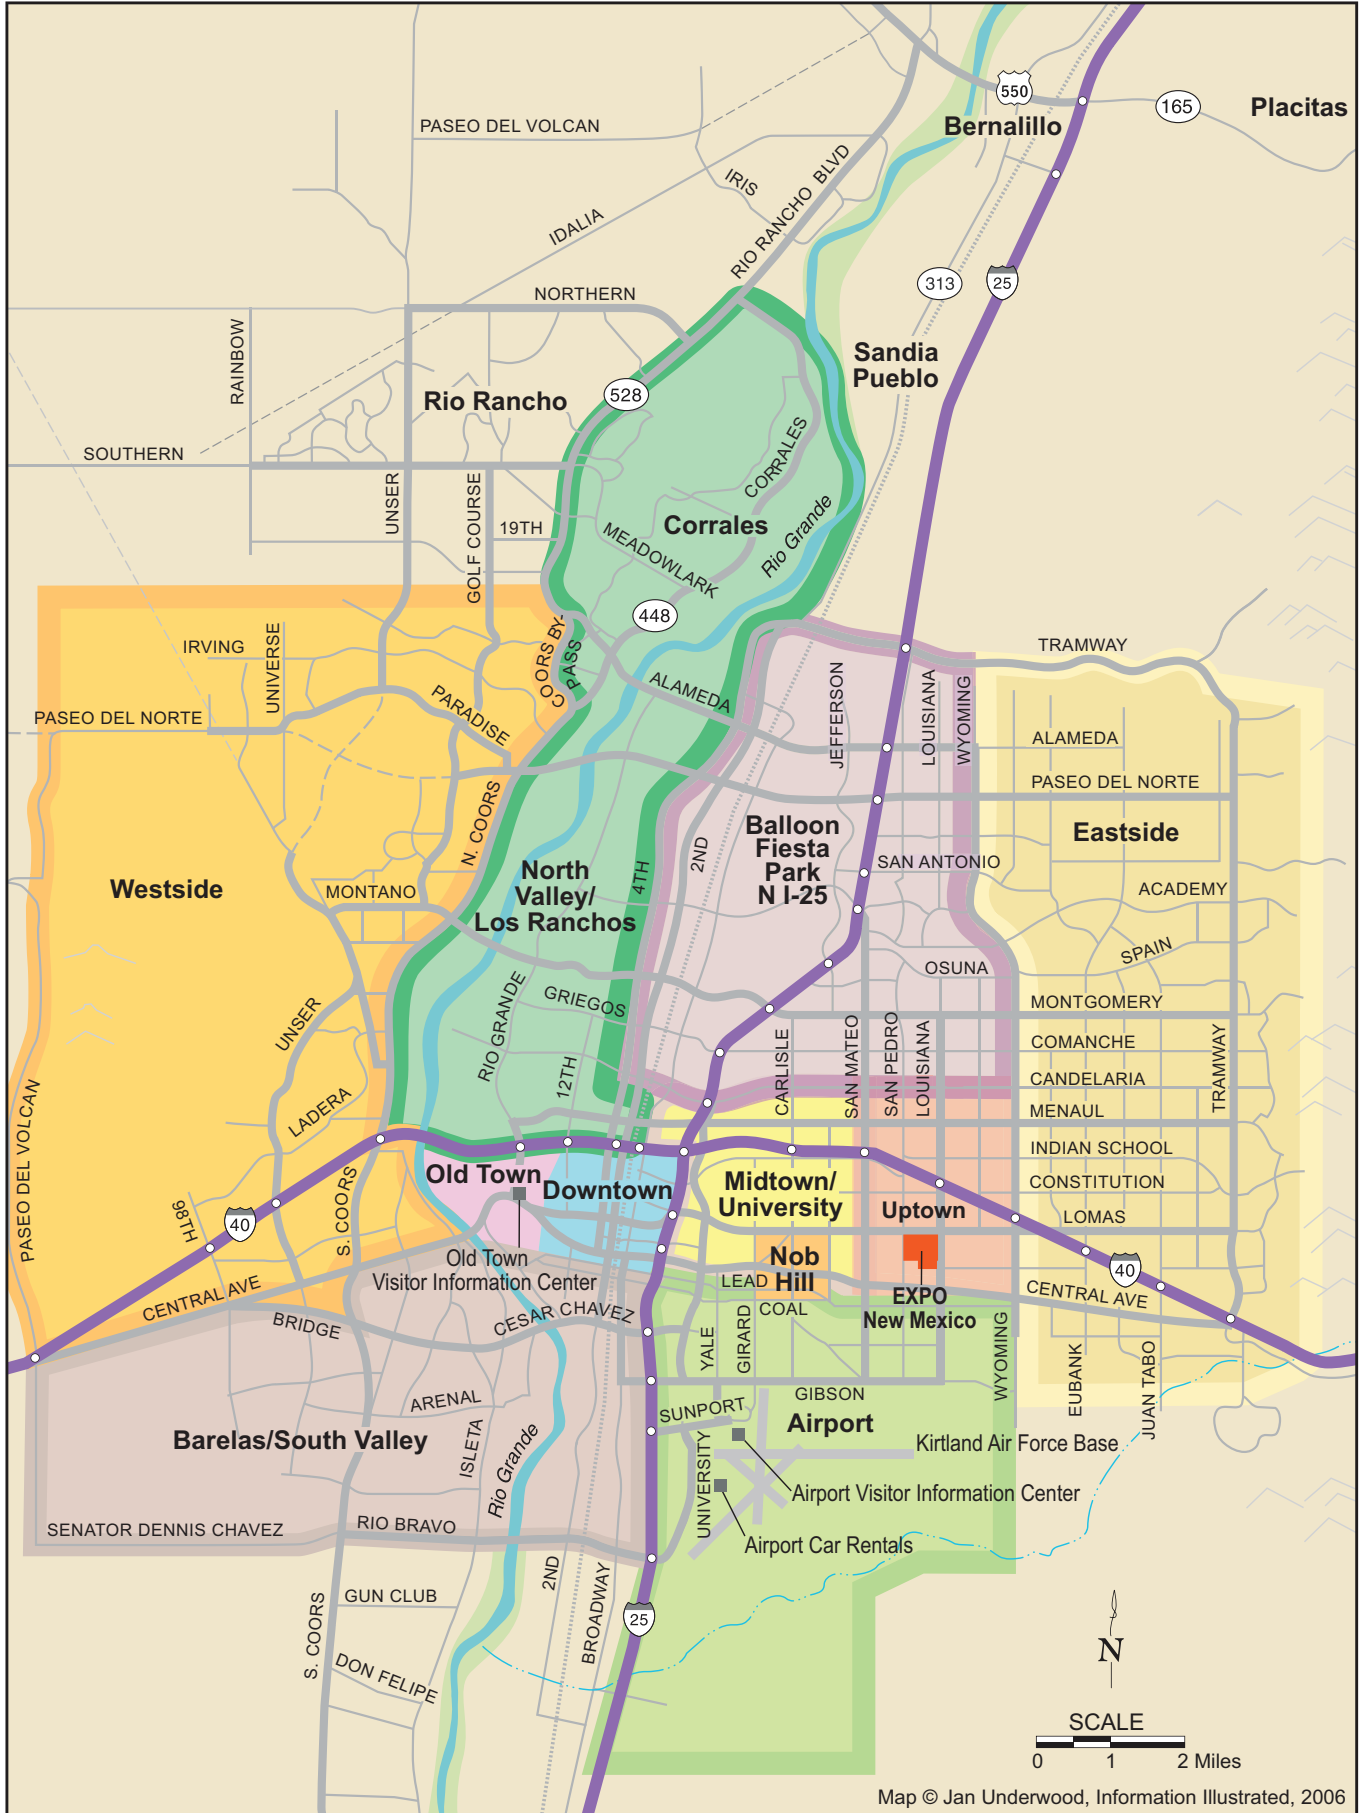 550
165
Placitas
Bernalillo
PASEO DEL VOLCAN
IRIS
RIO RANCHO BLVD
IDALIA
313
25
NORTHERN
RAINBOW
Sandia
Pueblo
528
Rio Rancho
SOUTHERN
CORRALES
UNSER
GOLF COURSE
19TH
MEADOWLARK
Corrales
Rio Grande
448
COORS BY-
PASS
IRVING
UNIVERSE
TRAMWAY
ALAMEDA
JEFFERSON
LOUISIANA
WYOMING
PARADISE
PASEO DEL NORTE
ALAMEDA
PASEO DEL NORTE
N. COORS
Balloon
Fiesta
Park
N I-25
Eastside
2ND
4TH
SAN ANTONIO
North
Valley/
Los Ranchos
Westside
MONTANO
ACADEMY
SPAIN
OSUNA
RIO GRANDE
GRIEGOS
UNSER
MONTGOMERY
CARLISLE
SAN MATEO
SAN PEDRO
LOUISIANA
COMANCHE
12TH
CANDELARIA
TRAMWAY
LADERA
MENAUL
PASEO DEL VOLCAN
INDIAN SCHOOL
Old Town
Downtown
Midtown/
University
CONSTITUTION
S. COORS
98TH
40
Uptown
LOMAS
Old Town
Visitor Information Center
Nob
Hill
LEAD
40
CENTRAL AVE
EXPO
New Mexico
CENTRAL AVE
BRIDGE
CESAR CHAVEZ
COAL
YALE
GIRARD
WYOMING
EUBANK
JUAN TABO
GIBSON
ARENAL
SUNPORT
Airport
Barelas/South Valley
ISLETA
Rio Grande
UNIVERSITY
Kirtland Air Force Base
Airport Visitor Information Center
SENATOR DENNIS CHAVEZ
RIO BRAVO
Airport Car Rentals
2ND
BROADWAY
GUN CLUB
S. COORS
25
DON FELIPE
N
SCALE
0 1 2 Miles
Map © Jan Underwood, Information Illustrated, 2006